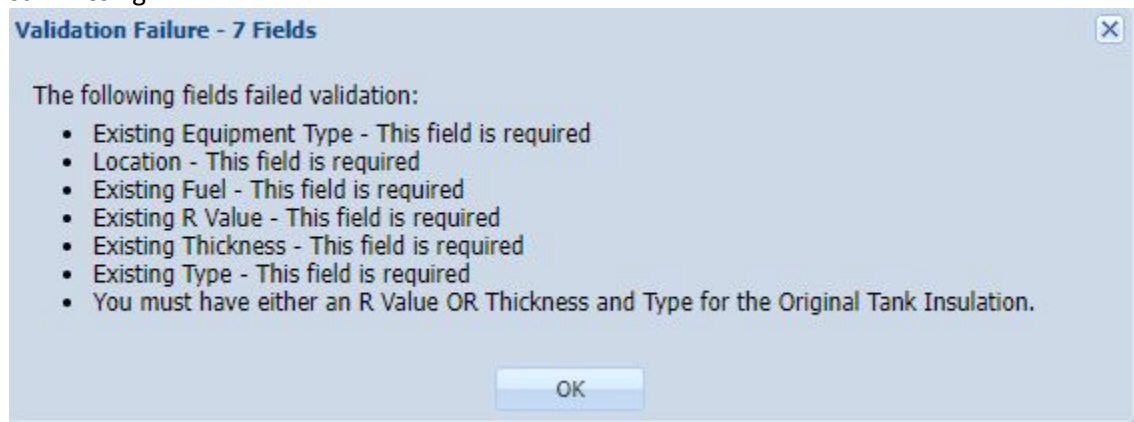 Validation Failure - 7 Fields
The following fields failed validation:
• Existing Equipment Type - This field is required
• Location - This field is required
• Existing Fuel - This field is required
• Existing R Value - This field is required
• Existing Thickness - This field is required
• Existing Type - This field is required
• You must have either an R Value OR Thickness and Type for the Original Tank Insulation.
OK